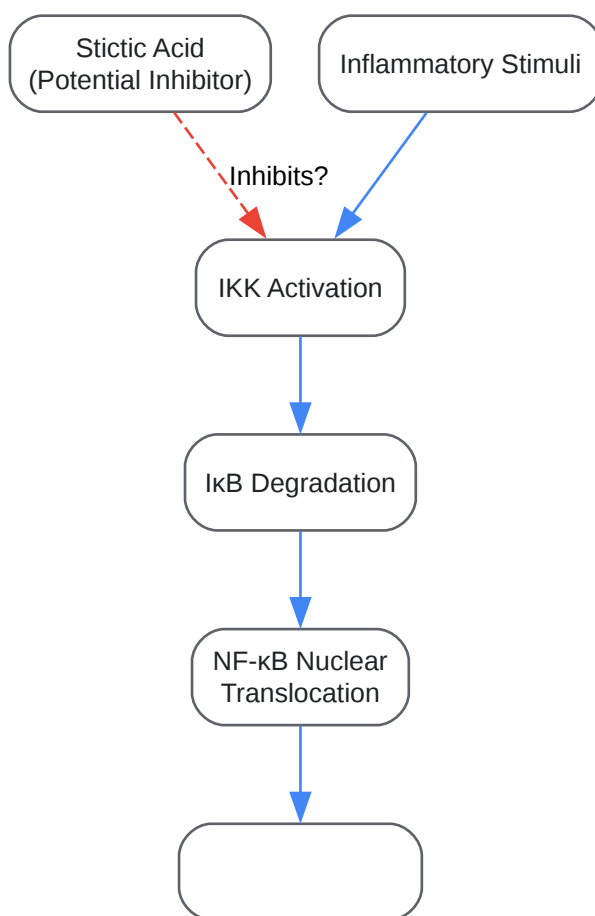 Stictic Acid
(Potential Inhibitor)
Inflammatory Stimuli
Inhibits?
IKK Activation
IκB Degradation
NF-κB Nuclear
Translocation